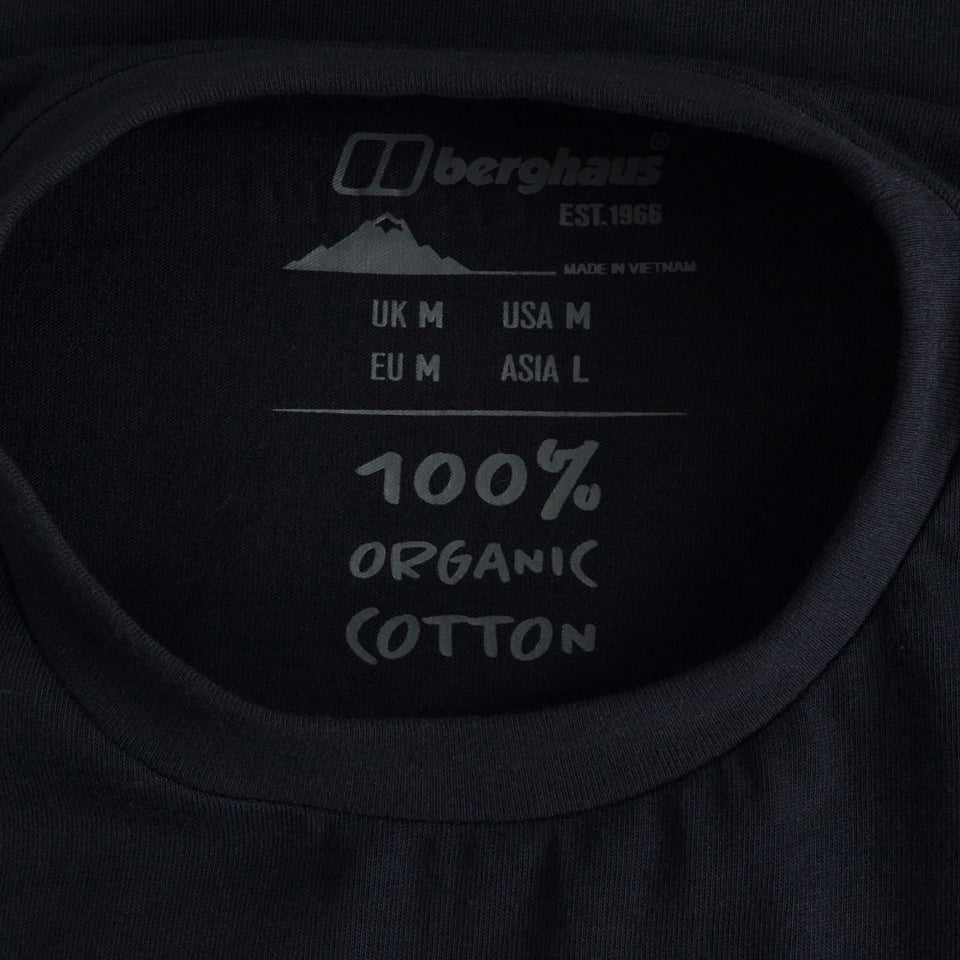 berghaus®
EST.1966
MADE IN VIETNAM
UK M USA M
EU M ASIA L
100%
ORGANIC
COTTON